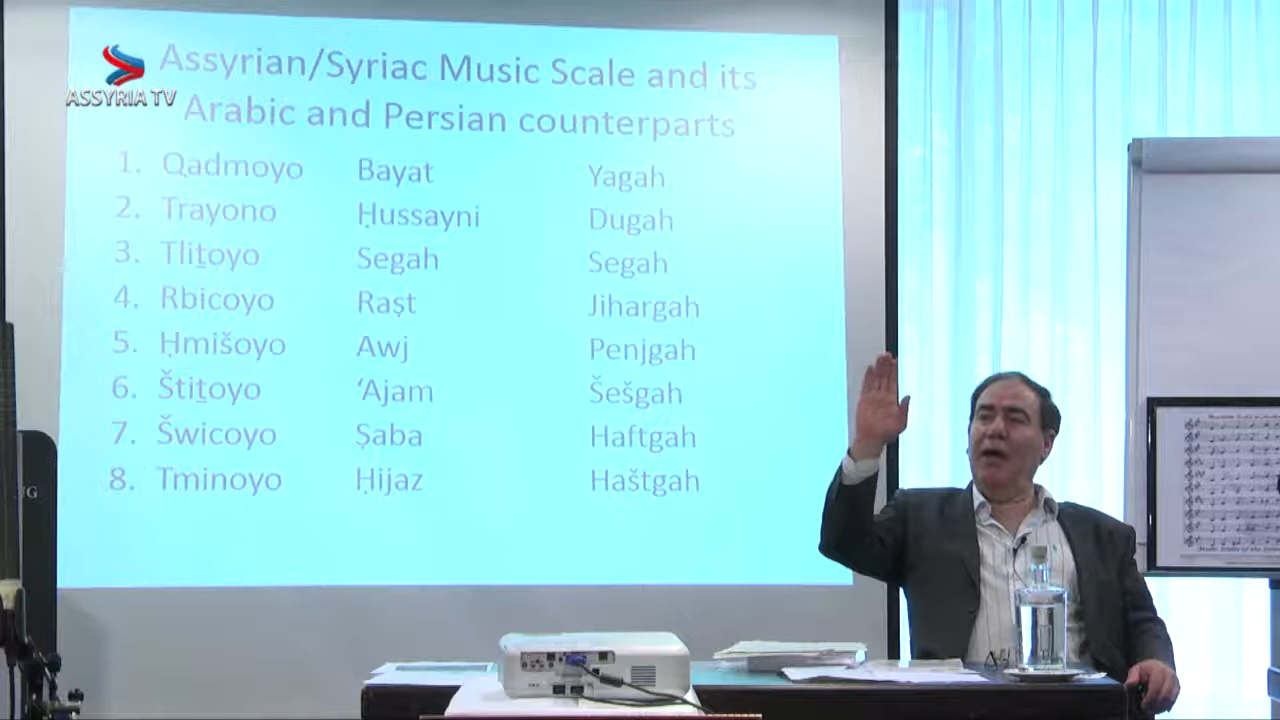 ASSYRIA TV
Assyrian/Syriac Music Scale and its
Arabic and Persian counterparts
1. Qadmoyo Bayat Yagah
2. Trayono Ḥussayni Dugah
3. Tliṯoyo Segah Segah
4. Rbicoyo Raṣt Jihargah
5. Ḥmišoyo Awj Penjgah
6. Štiṯoyo ‘Ajam Šešgah
7. Šwicoyo Ṣaba Haftgah
8. Tminoyo Ḥijaz Haštgah